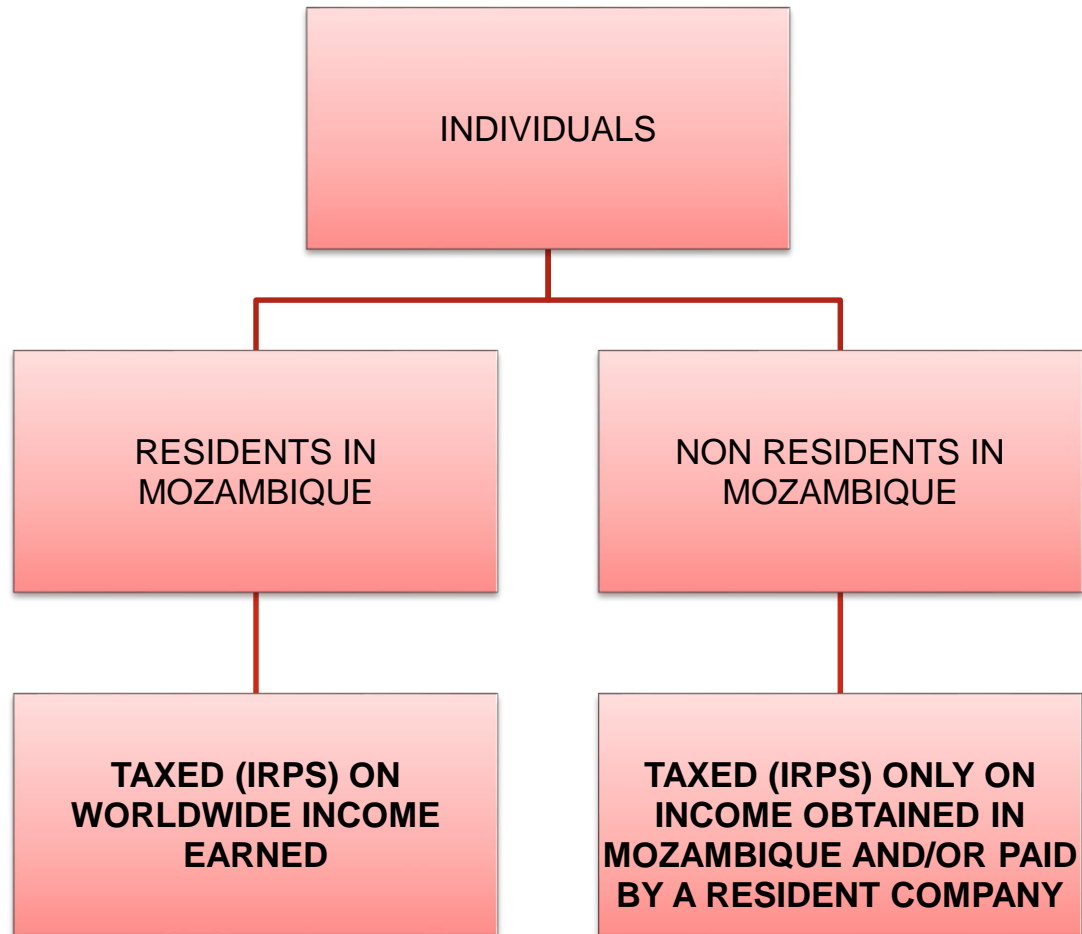 INDIVIDUALS
RESIDENTS IN
MOZAMBIQUE
NON RESIDENTS IN
MOZAMBIQUE
TAXED (IRPS) ON
WORLDWIDE INCOME
EARNED
TAXED (IRPS) ONLY ON
INCOME OBTAINED IN
MOZAMBIQUE AND/OR PAID
BY A RESIDENT COMPANY